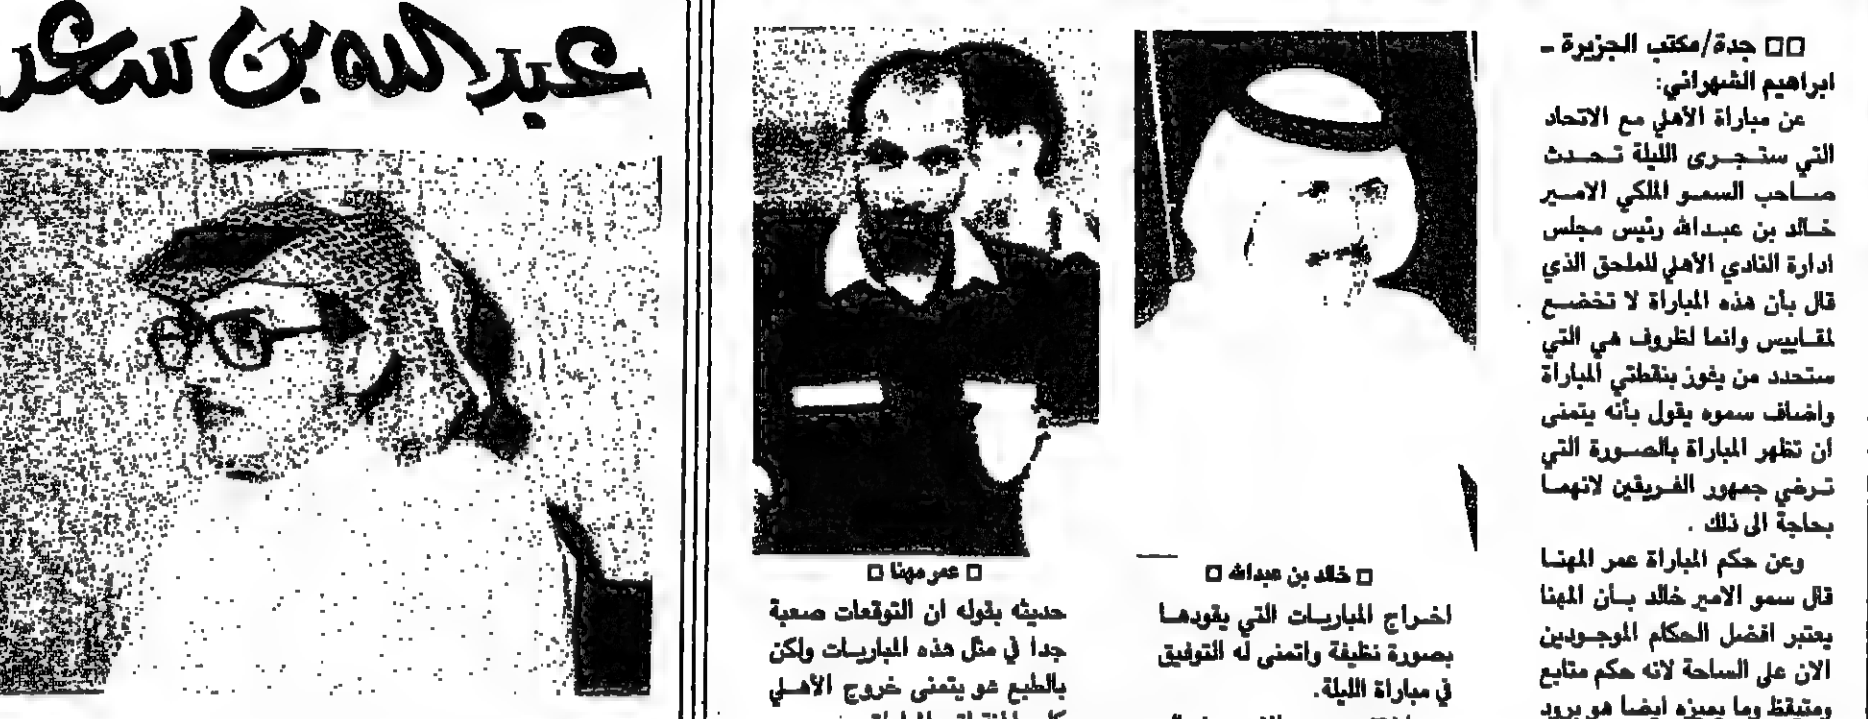 □□ جدة/مكتب الجزيرة -
ابراهيم الشهراني:
عن مباراة الأهلي مع الاتحاد
التي ستجرى الليلة تحدث
صاحب السمو الملكي الامير
خالد بن عبدالله رئيس مجلس
ادارة النادي الأهلي للملحق الذي
قال بأن هذه المباراة لا تخضع
لمقاييس وانما لظروف هي التي
ستحدد من يفوز بنقطتي المباراة
واضاف سموه يقول بأنه يتمنى
ان تظهر المباراة بالصورة التي
ترضي جمهور الفريقين لانهما
بحاجة الى ذلك .
وعن حكم المباراة عمر المهنا
قال سمو الامير خالد بأن المهنا
يعتبر افضل الحكام الموجودين
الان على الساحة لانه حكم متابع
ومتيقظ وما يميزه ايضا هو برود
□ خالد بن عبدالله □
اخراج المباريات التي يقودها
بصورة نظيفة واتمنى له التوفيق
في مباراة الليلة.
□ عمر مهنا □
حديثه بقوله ان التوقعات صعبة
جدا في مثل هذه المباريات ولكن
بالطبع هو يتمنى خروج الأهلي
عبدالله بن سعد